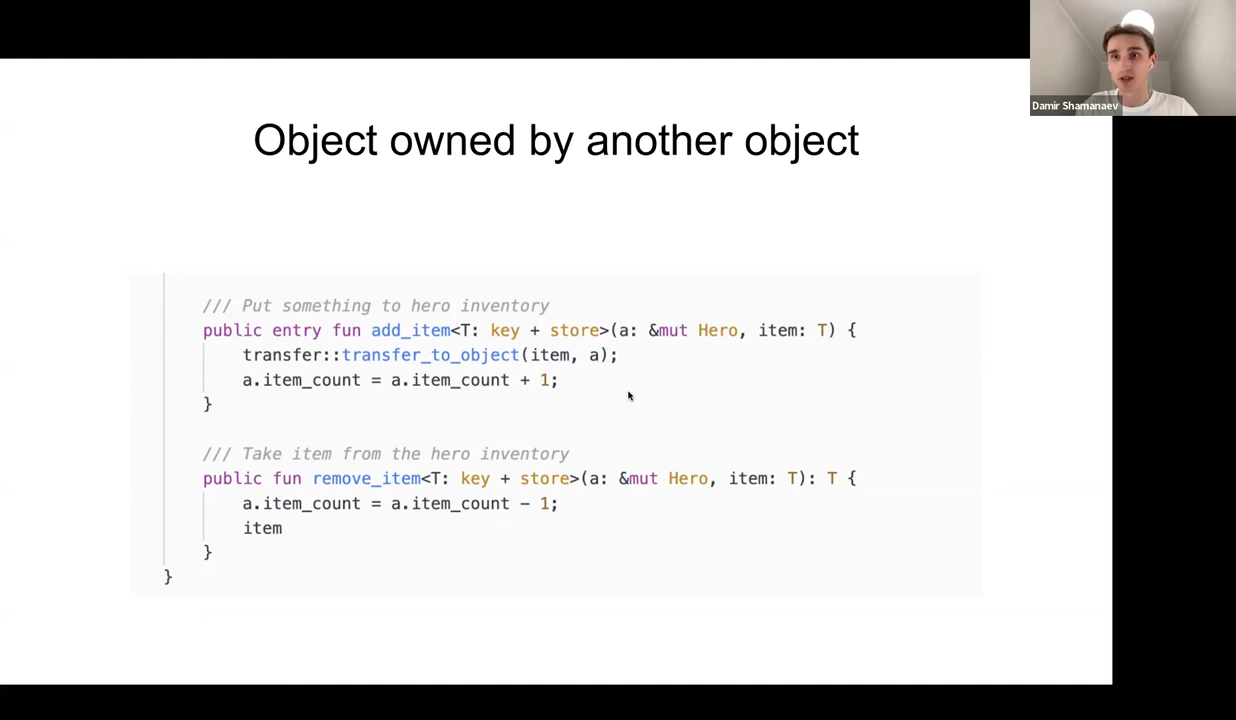 Damir Shamanaev
Object owned by another object
/// Put something to hero inventory
public entry fun add_item<T: key + store>(a: &mut Hero, item: T) {
transfer::transfer_to_object(item, a);
a.item_count = a.item_count + 1;
}
/// Take item from the hero inventory
public fun remove_item<T: key + store>(a: &mut Hero, item: T): T {
a.item_count = a.item_count - 1;
item
}
}